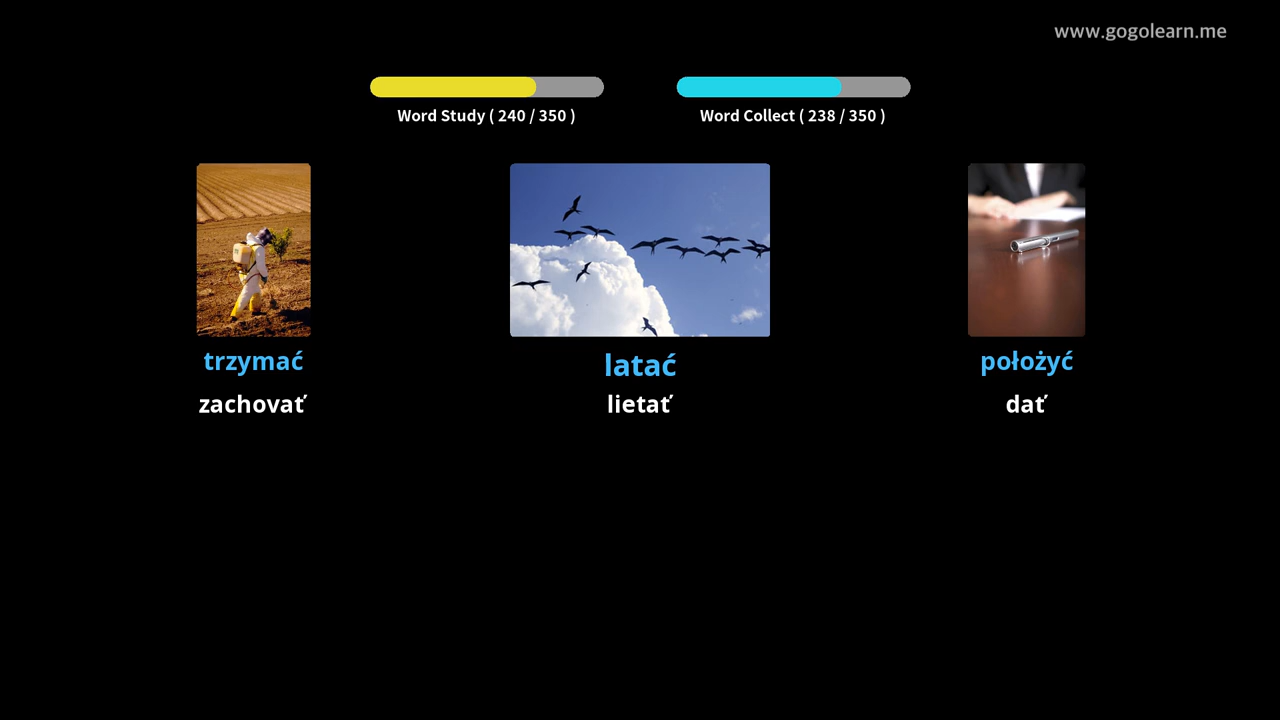 www.gogolearn.me
Word Study ( 240 / 350 )
Word Collect ( 238 / 350 )
trzymać
zachovať
latać
lietať
położyć
dať